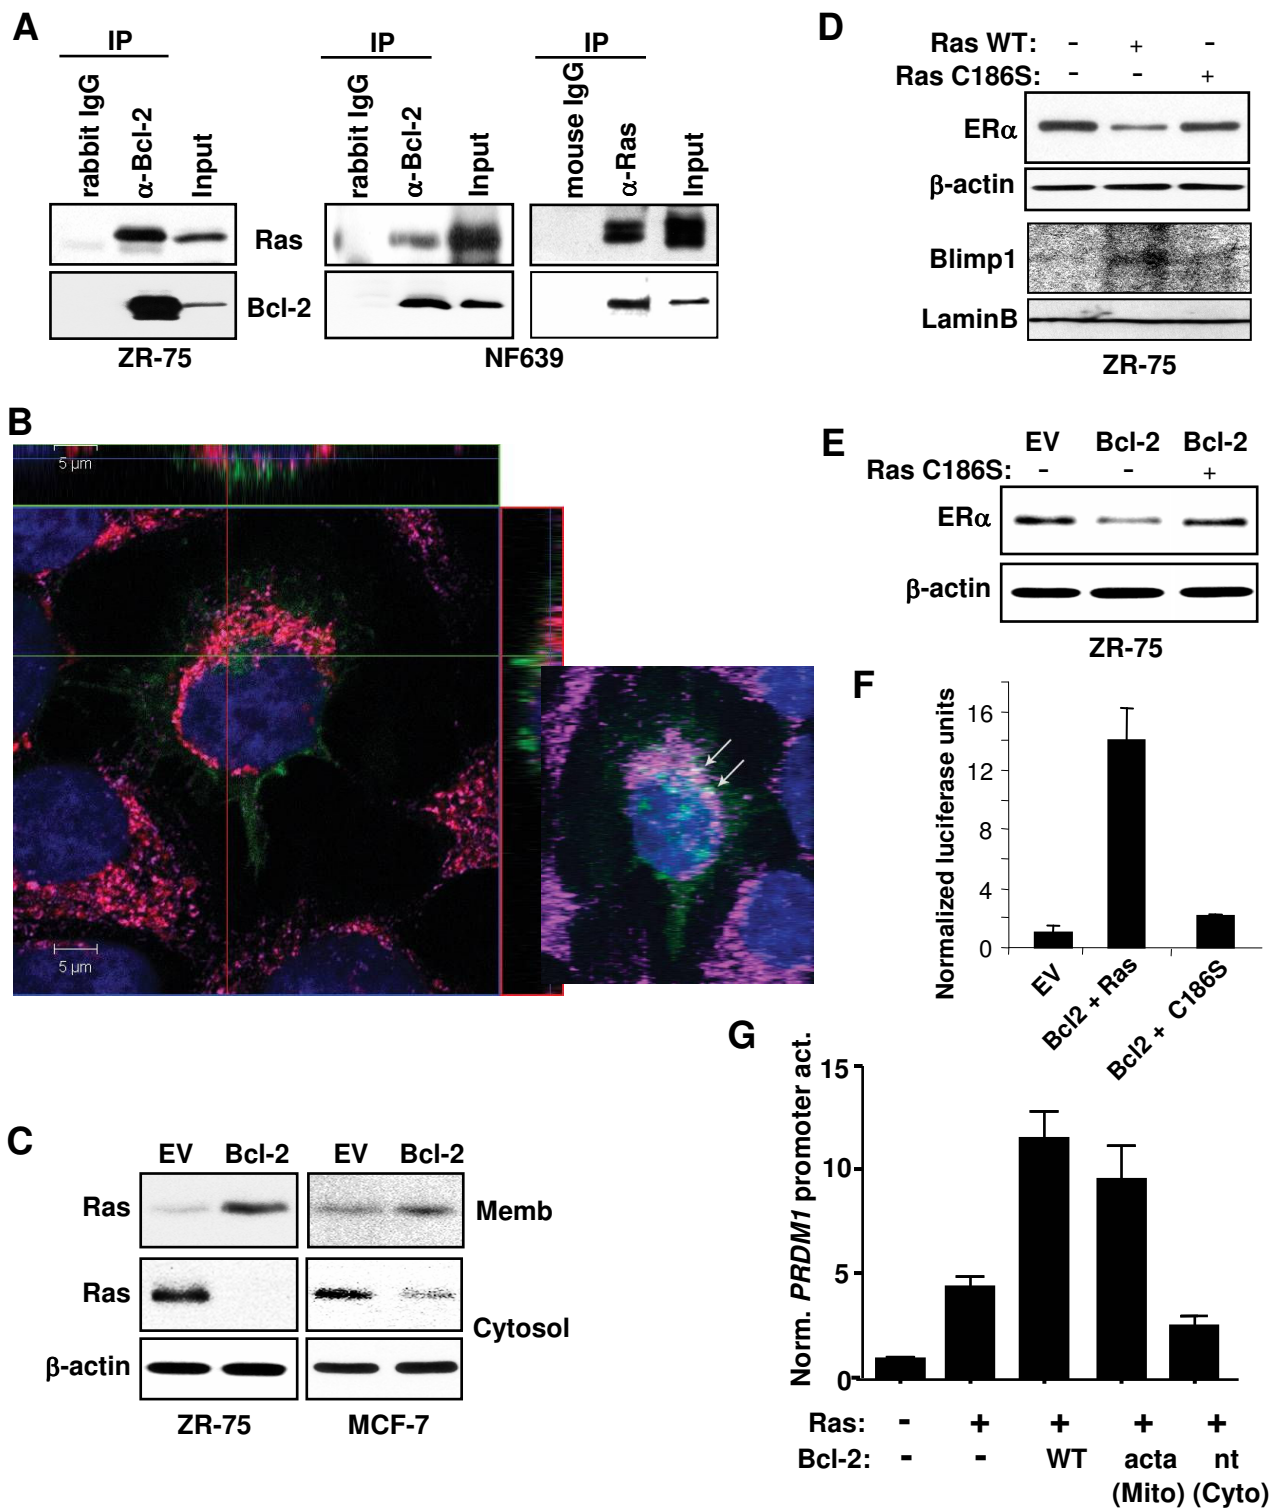 A
IP
IP
IP
rabbit IgG
α-Bcl-2
Input
rabbit IgG
α-Bcl-2
Input
mouse IgG
α-Ras
Input
Ras
Bcl-2
ZR-75
NF639
B
5 µm
5 µm
C
EV Bcl-2 EV Bcl-2
Ras
Memb
Ras
Cytosol
β-actin
ZR-75 MCF-7
D
Ras WT: - + -
Ras C186S: - - +
ERα
β-actin
Blimp1
LaminB
ZR-75
E
EV Bcl-2 Bcl-2
Ras C186S: - - +
ERα
β-actin
ZR-75
F
Normalized luciferase units
16
12
8
4
0
EV
Bcl2 + Ras
Bcl2 + C186S
G
Norm. PRDM1 promoter act.
15
10
5
0
Ras: - + + + +
Bcl-2: - - WT acta nt
(Mito) (Cyto)